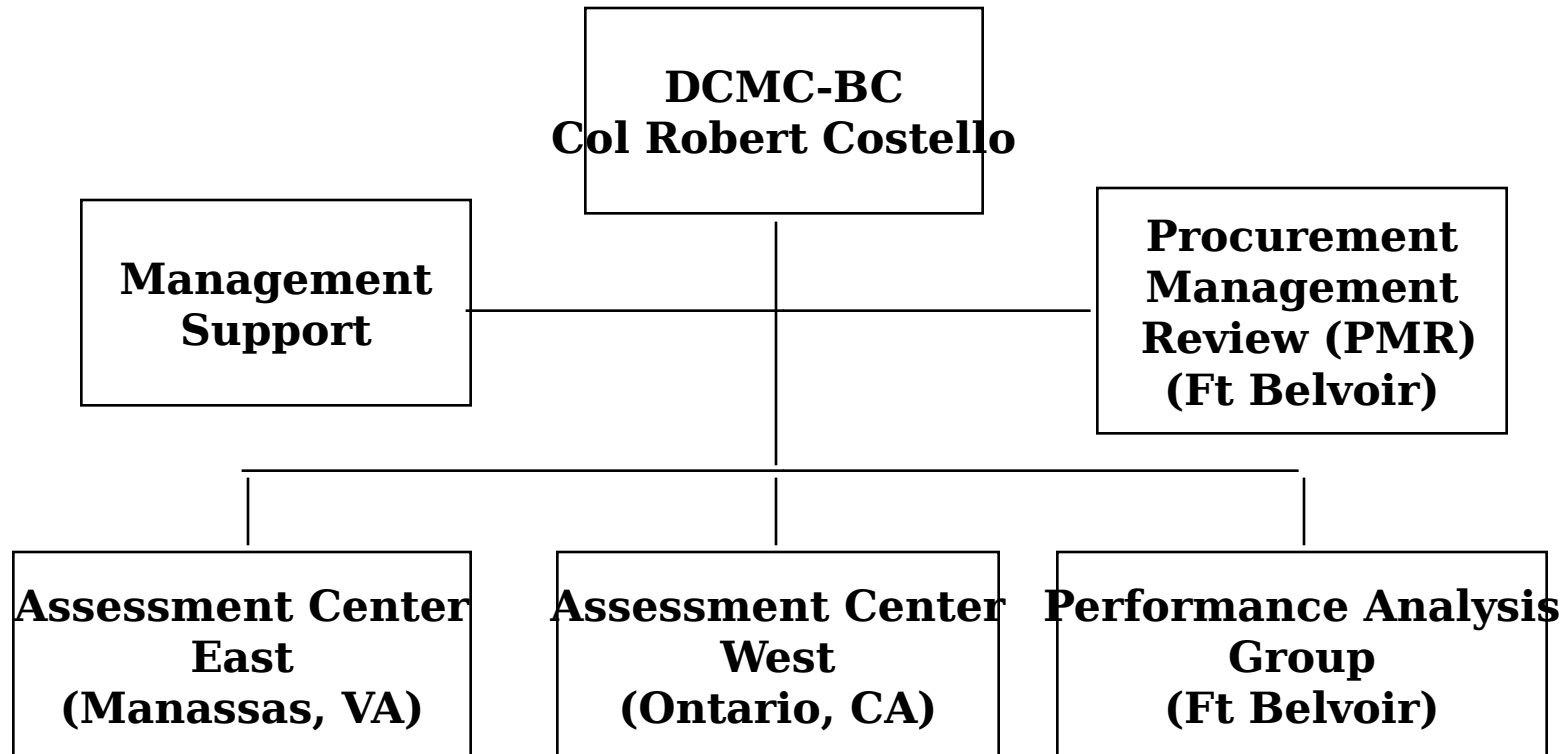 DCMC-BC
Col Robert Costello
Management
Support
Procurement
Management
Review (PMR)
(Ft Belvoir)
Assessment Center
East
(Manassas, VA)
Assessment Center
West
(Ontario, CA)
Performance Analysis
Group
(Ft Belvoir)